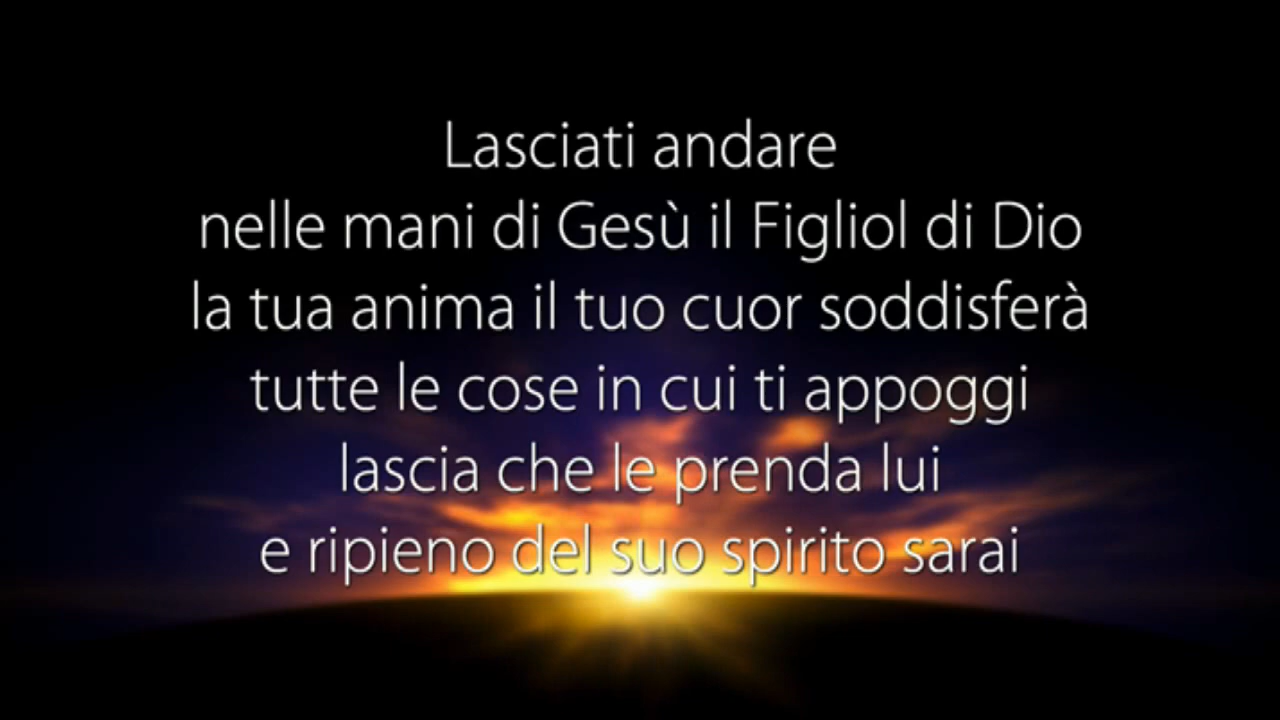 Lasciati andare
nelle mani di Gesù il Figliol di Dio
la tua anima il tuo cuor soddisferà
tutte le cose in cui ti appoggi
lascia che le prenda lui
e ripieno del suo spirito sarai